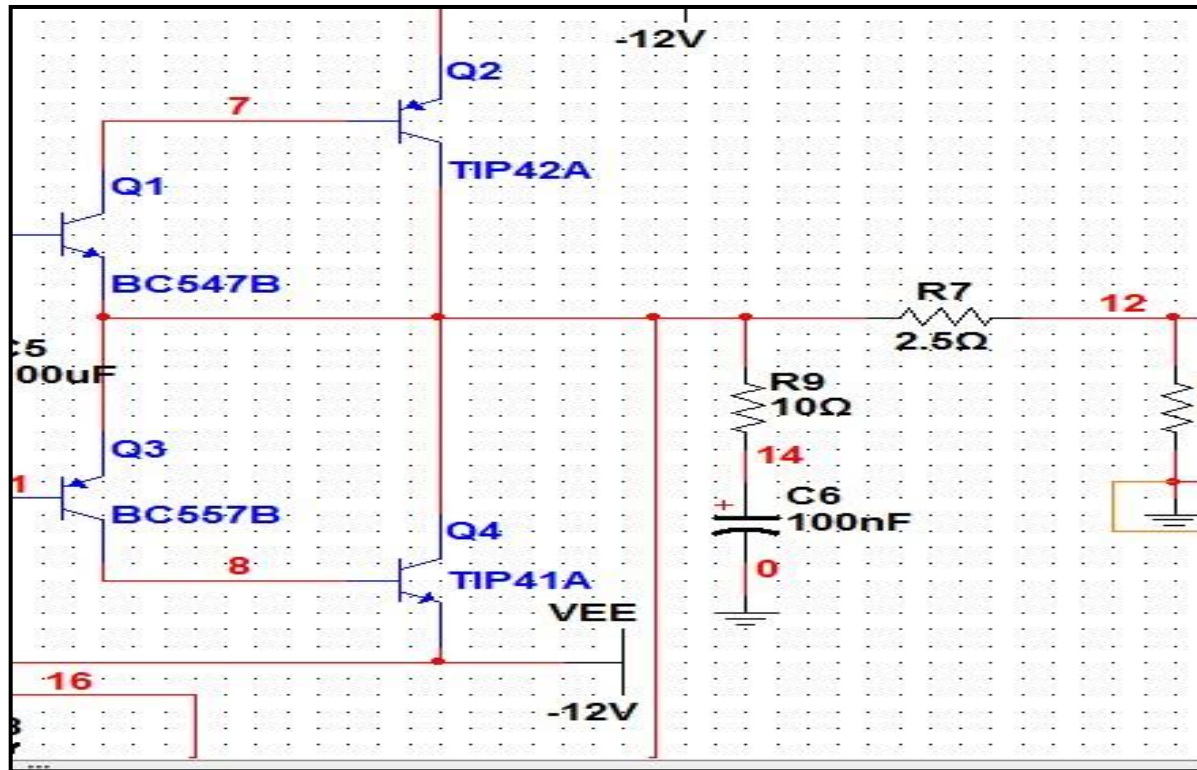 -12V
Q2
7
TIP42A
Q1
BC547B
R7
12
2.5Ω
00uF
R9
10Ω
Q3
14
1
BC557B
C6
100nF
Q4
8
TIP41A
0
VEE
16
-12V